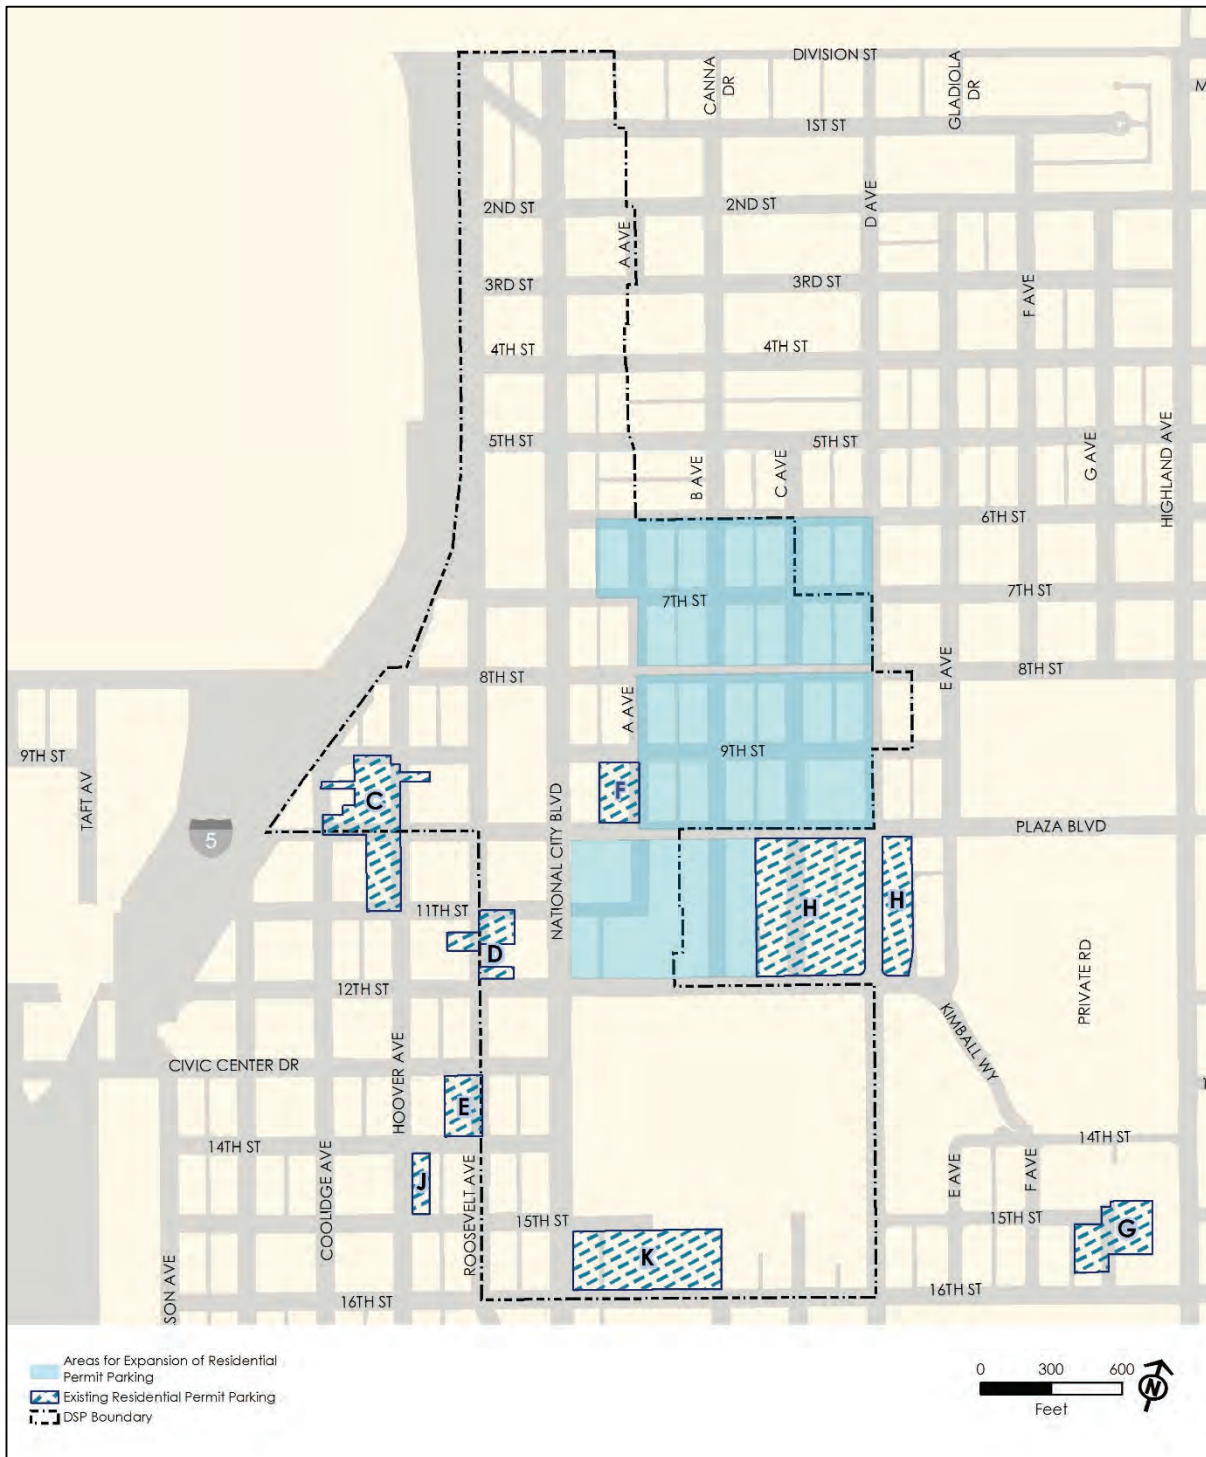 DIVISION ST
CANNA
DR
GLADIOLA
DR
M
1ST ST
D AVE
2ND ST
2ND ST
A AVE
3RD ST
3RD ST
F AVE
4TH ST
4TH ST
HIGHLAND AVE
5TH ST
5TH ST
G AVE
B AVE
C AVE
6TH ST
7TH ST
7TH ST
E AVE
8TH ST
8TH ST
A AVE
9TH ST
9TH ST
TAFT AV
C
F
NATIONAL CITY BLVD
5
PLAZA BLVD
H
H
11TH ST
D
12TH ST
PRIVATE RD
KIMBALL WY
CIVIC CENTER DR
HOOVER AVE
E
14TH ST
14TH ST
COOLIDGE AVE
J
ROOSEVELT AVE
E AVE
F AVE
15TH ST
15TH ST
G
K
SON AVE
16TH ST
16TH ST
Areas for Expansion of Residential
Permit Parking
Existing Residential Permit Parking
DSP Boundary
0 300 600
Feet
N